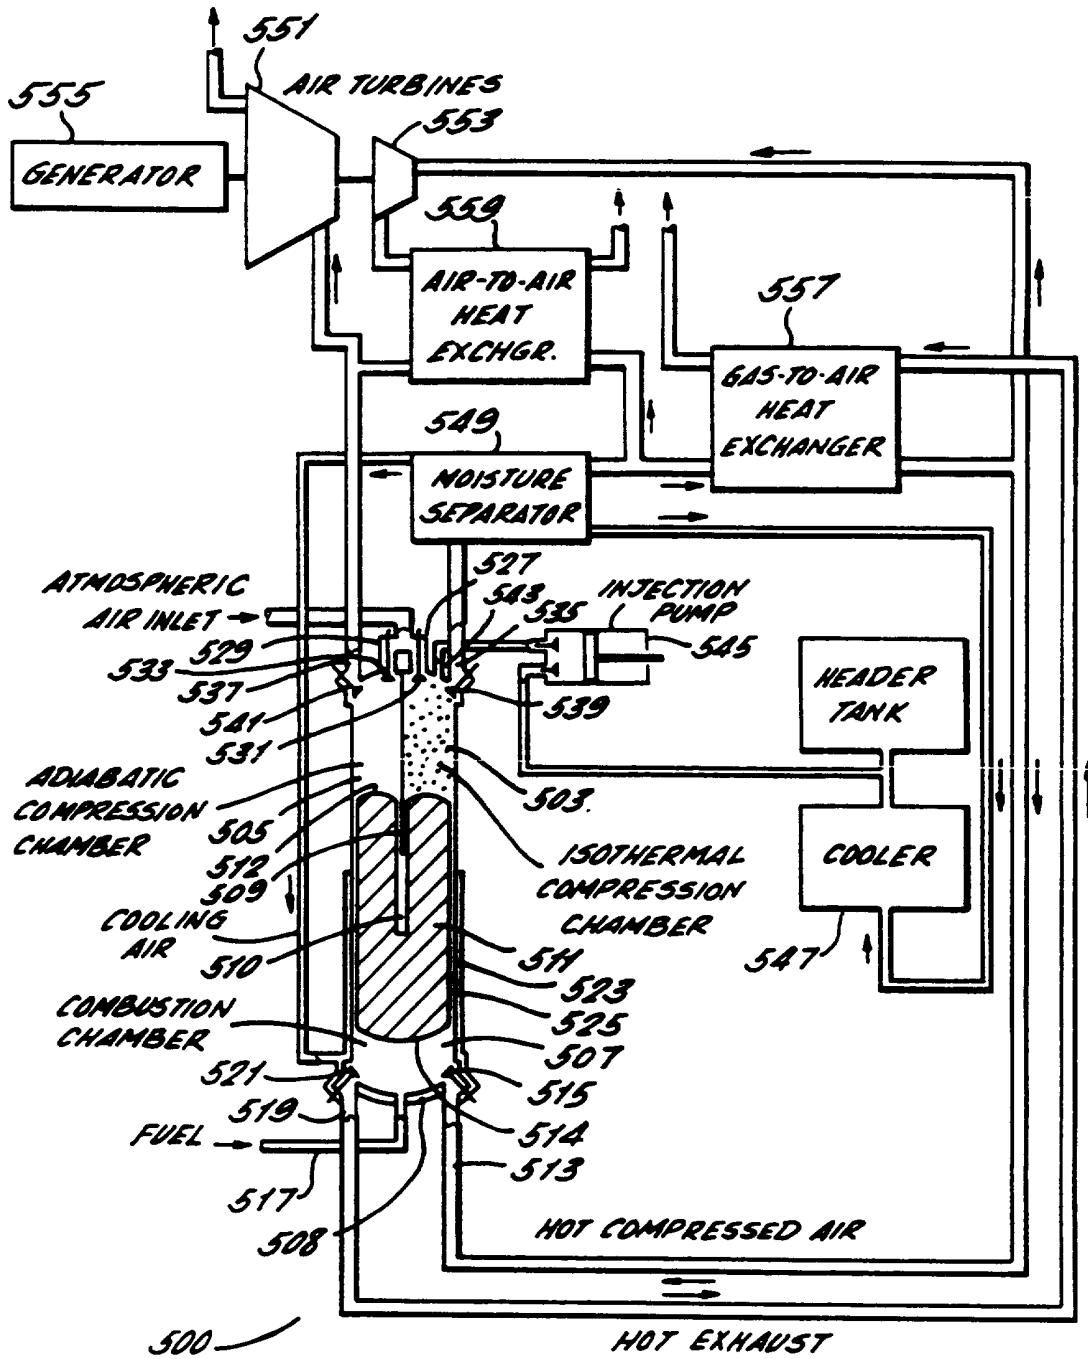 551
555
AIR TURBINES
553
GENERATOR
559
AIR-TO-AIR
HEAT
EXCHGR.
557
GAS-TO-AIR
HEAT
EXCHANGER
549
MOISTURE
SEPARATOR
527
ATMOSPHERIC
AIR INLET
543
535
INJECTION
PUMP
545
529
533
537
541
531
539
HEADER
TANK
ADIABATIC
COMPRESSION
CHAMBER
505
512
509
503.
COOLER
ISOTHERMAL
COMPRESSION
CHAMBER
COOLING
AIR
510
511
547
523
525
COMBUSTION
CHAMBER
507
521
515
519
514
FUEL
513
517
508
HOT COMPRESSED AIR
500
HOT EXHAUST